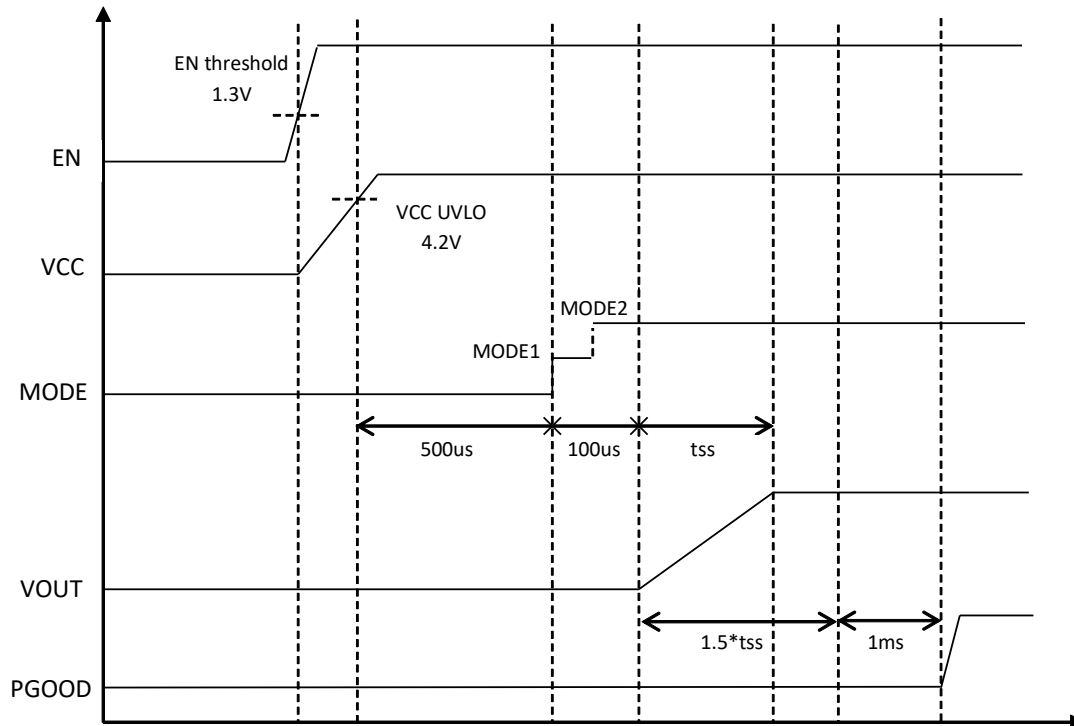 EN threshold
1.3V
EN
VCC UVLO
4.2V
VCC
MODE2
MODE1
MODE
500us
100us
tss
VOUT
1.5*tss
1ms
PGOOD